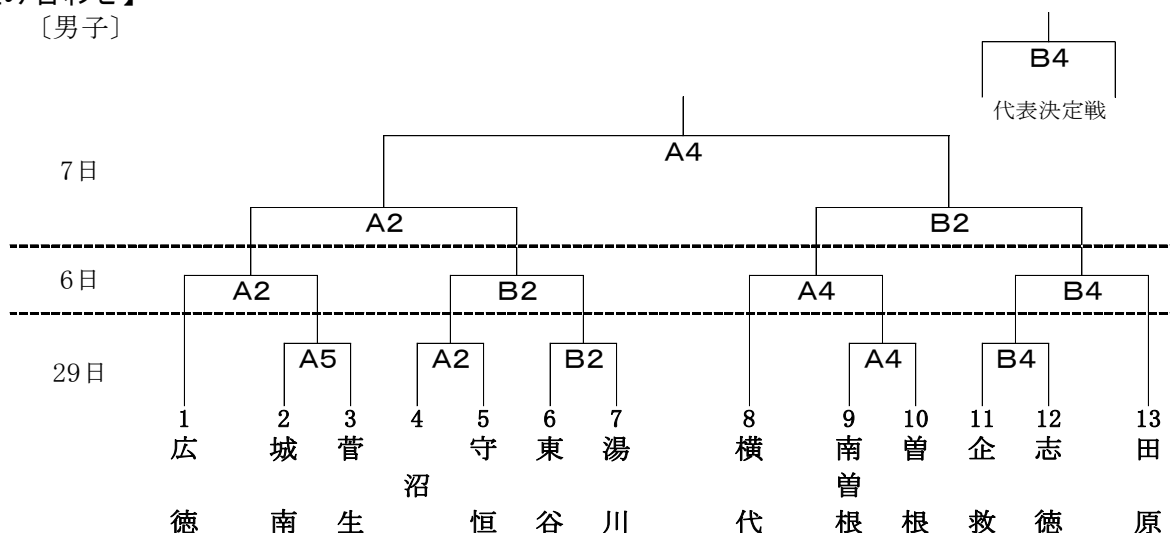 〔男子〕
B4
代表決定戦
A4
7日
A2 B2
6日
A2 B2 A4 B4
29日
A5 A2 B2 A4 B4
1 2 3 4 5 6 7 8 9 10 11 12 13
広徳
城南
菅生
沼
守恒
東谷
湯川
横代
南曽根
曽根
企救
志徳
田原